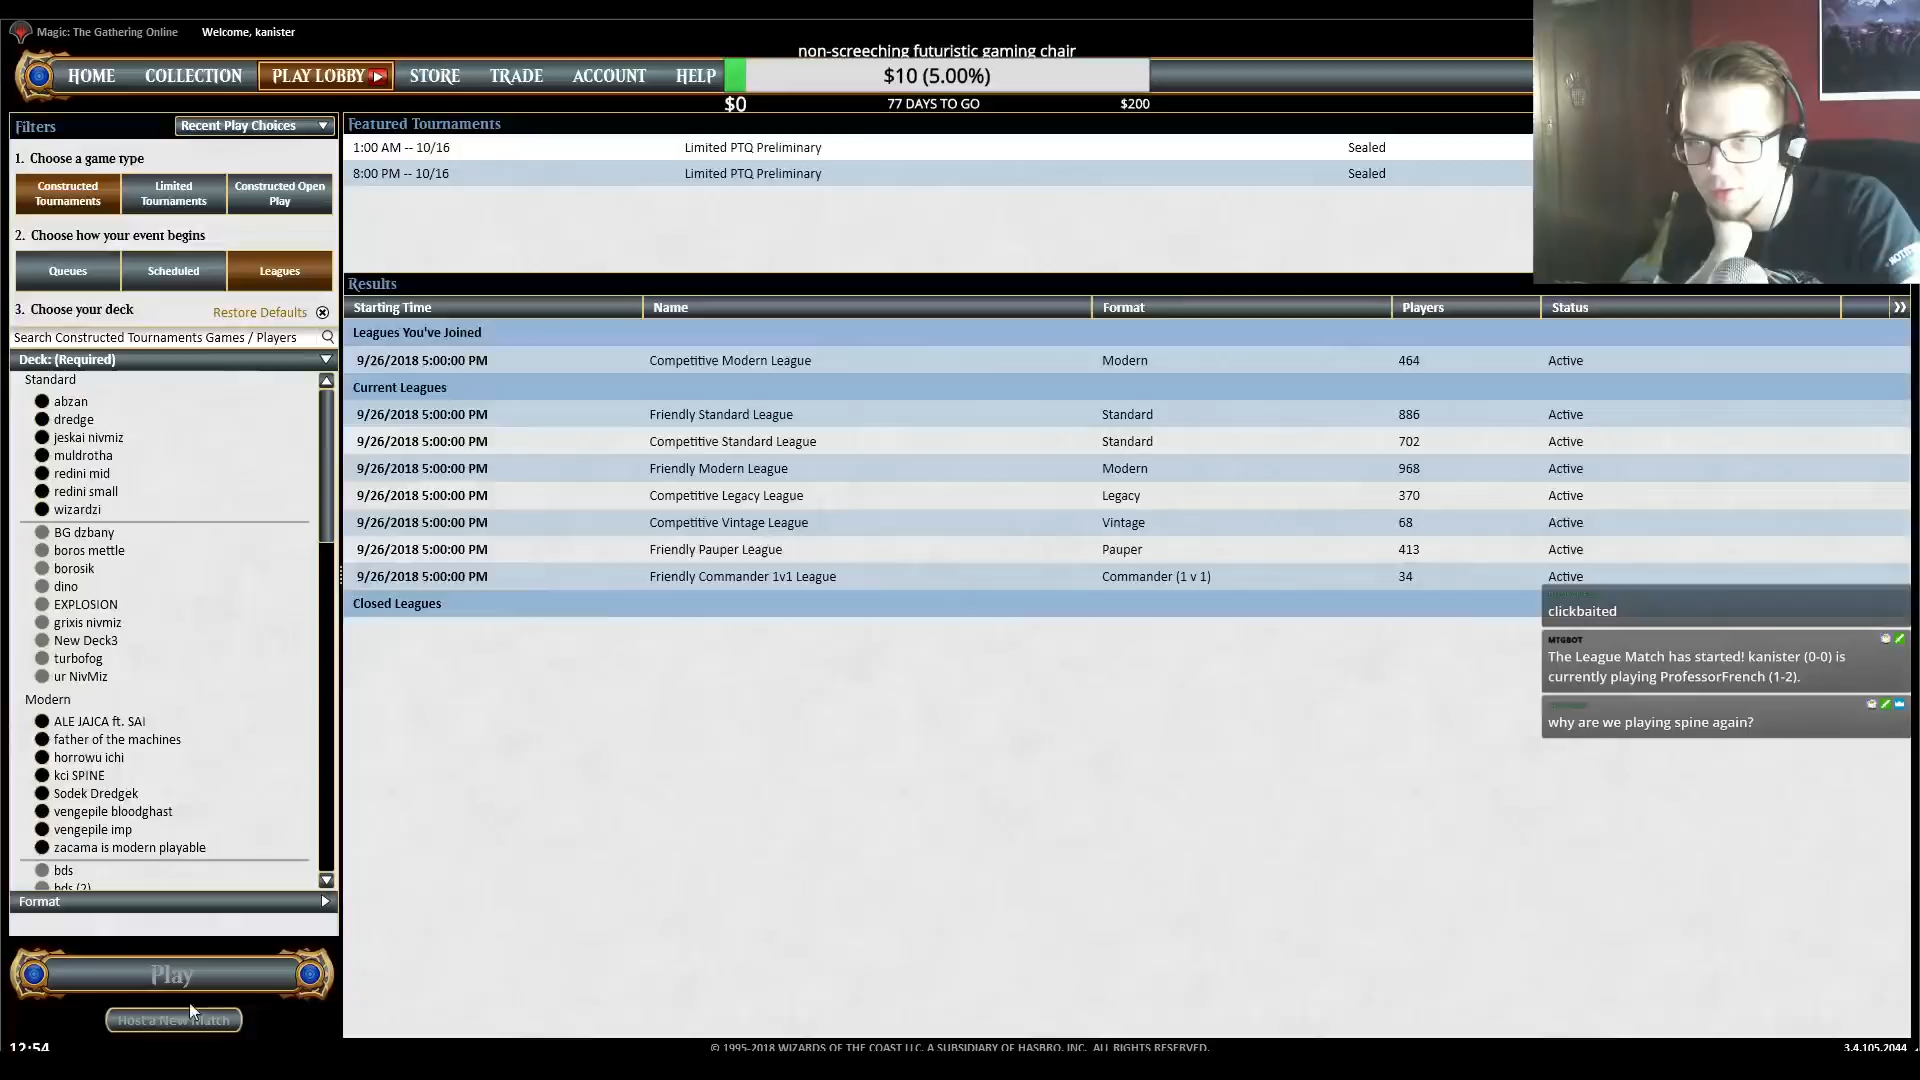 Magic: The Gathering Online
Welcome, kanister
non-screeching futuristic gaming chair
HOME
COLLECTION
PLAY LOBBY
STORE
TRADE
ACCOUNT
HELP
$10 (5.00%)
$0
77 DAYS TO GO
$200
Filters
Recent Play Choices
1. Choose a game type
Constructed Tournaments
Limited Tournaments
Constructed Open Play
2. Choose how your event begins
Queues
Scheduled
Leagues
3. Choose your deck
Restore Defaults
Search Constructed Tournaments Games / Players
Deck: (Required)
Standard
abzan
dredge
jeskai nivmiz
muldrotha
redini mid
redini small
wizardzi
BG dzbany
boros mettle
borosik
dino
EXPLOSION
grixis nivmiz
New Deck3
turbofog
ur NivMiz
Modern
ALE JAJCA ft. SAI
father of the machines
horrowu ichi
kci SPINE
Sodek Dredgek
vengepile bloodghast
vengepile imp
zacama is modern playable
bds
bds (2)
Format
Play
Host a New Match
12:54
Featured Tournaments
1:00 AM -- 10/16 Limited PTQ Preliminary Sealed
8:00 PM -- 10/16 Limited PTQ Preliminary Sealed
Results
Starting Time Name Format Players Status
Leagues You've Joined
9/26/2018 5:00:00 PM Competitive Modern League Modern 464 Active
Current Leagues
9/26/2018 5:00:00 PM Friendly Standard League Standard 886 Active
9/26/2018 5:00:00 PM Competitive Standard League Standard 702 Active
9/26/2018 5:00:00 PM Friendly Modern League Modern 968 Active
9/26/2018 5:00:00 PM Competitive Legacy League Legacy 370 Active
9/26/2018 5:00:00 PM Competitive Vintage League Vintage 68 Active
9/26/2018 5:00:00 PM Friendly Pauper League Pauper 413 Active
9/26/2018 5:00:00 PM Friendly Commander 1v1 League Commander (1 v 1) 34 Active
Closed Leagues
clickbaited
MTGBOT
The League Match has started! kanister (0-0) is
currently playing ProfessorFrench (1-2).
why are we playing spine again?
© 1995-2018 WIZARDS OF THE COAST LLC, A SUBSIDIARY OF HASBRO, INC. ALL RIGHTS RESERVED.
3.4.105.2044